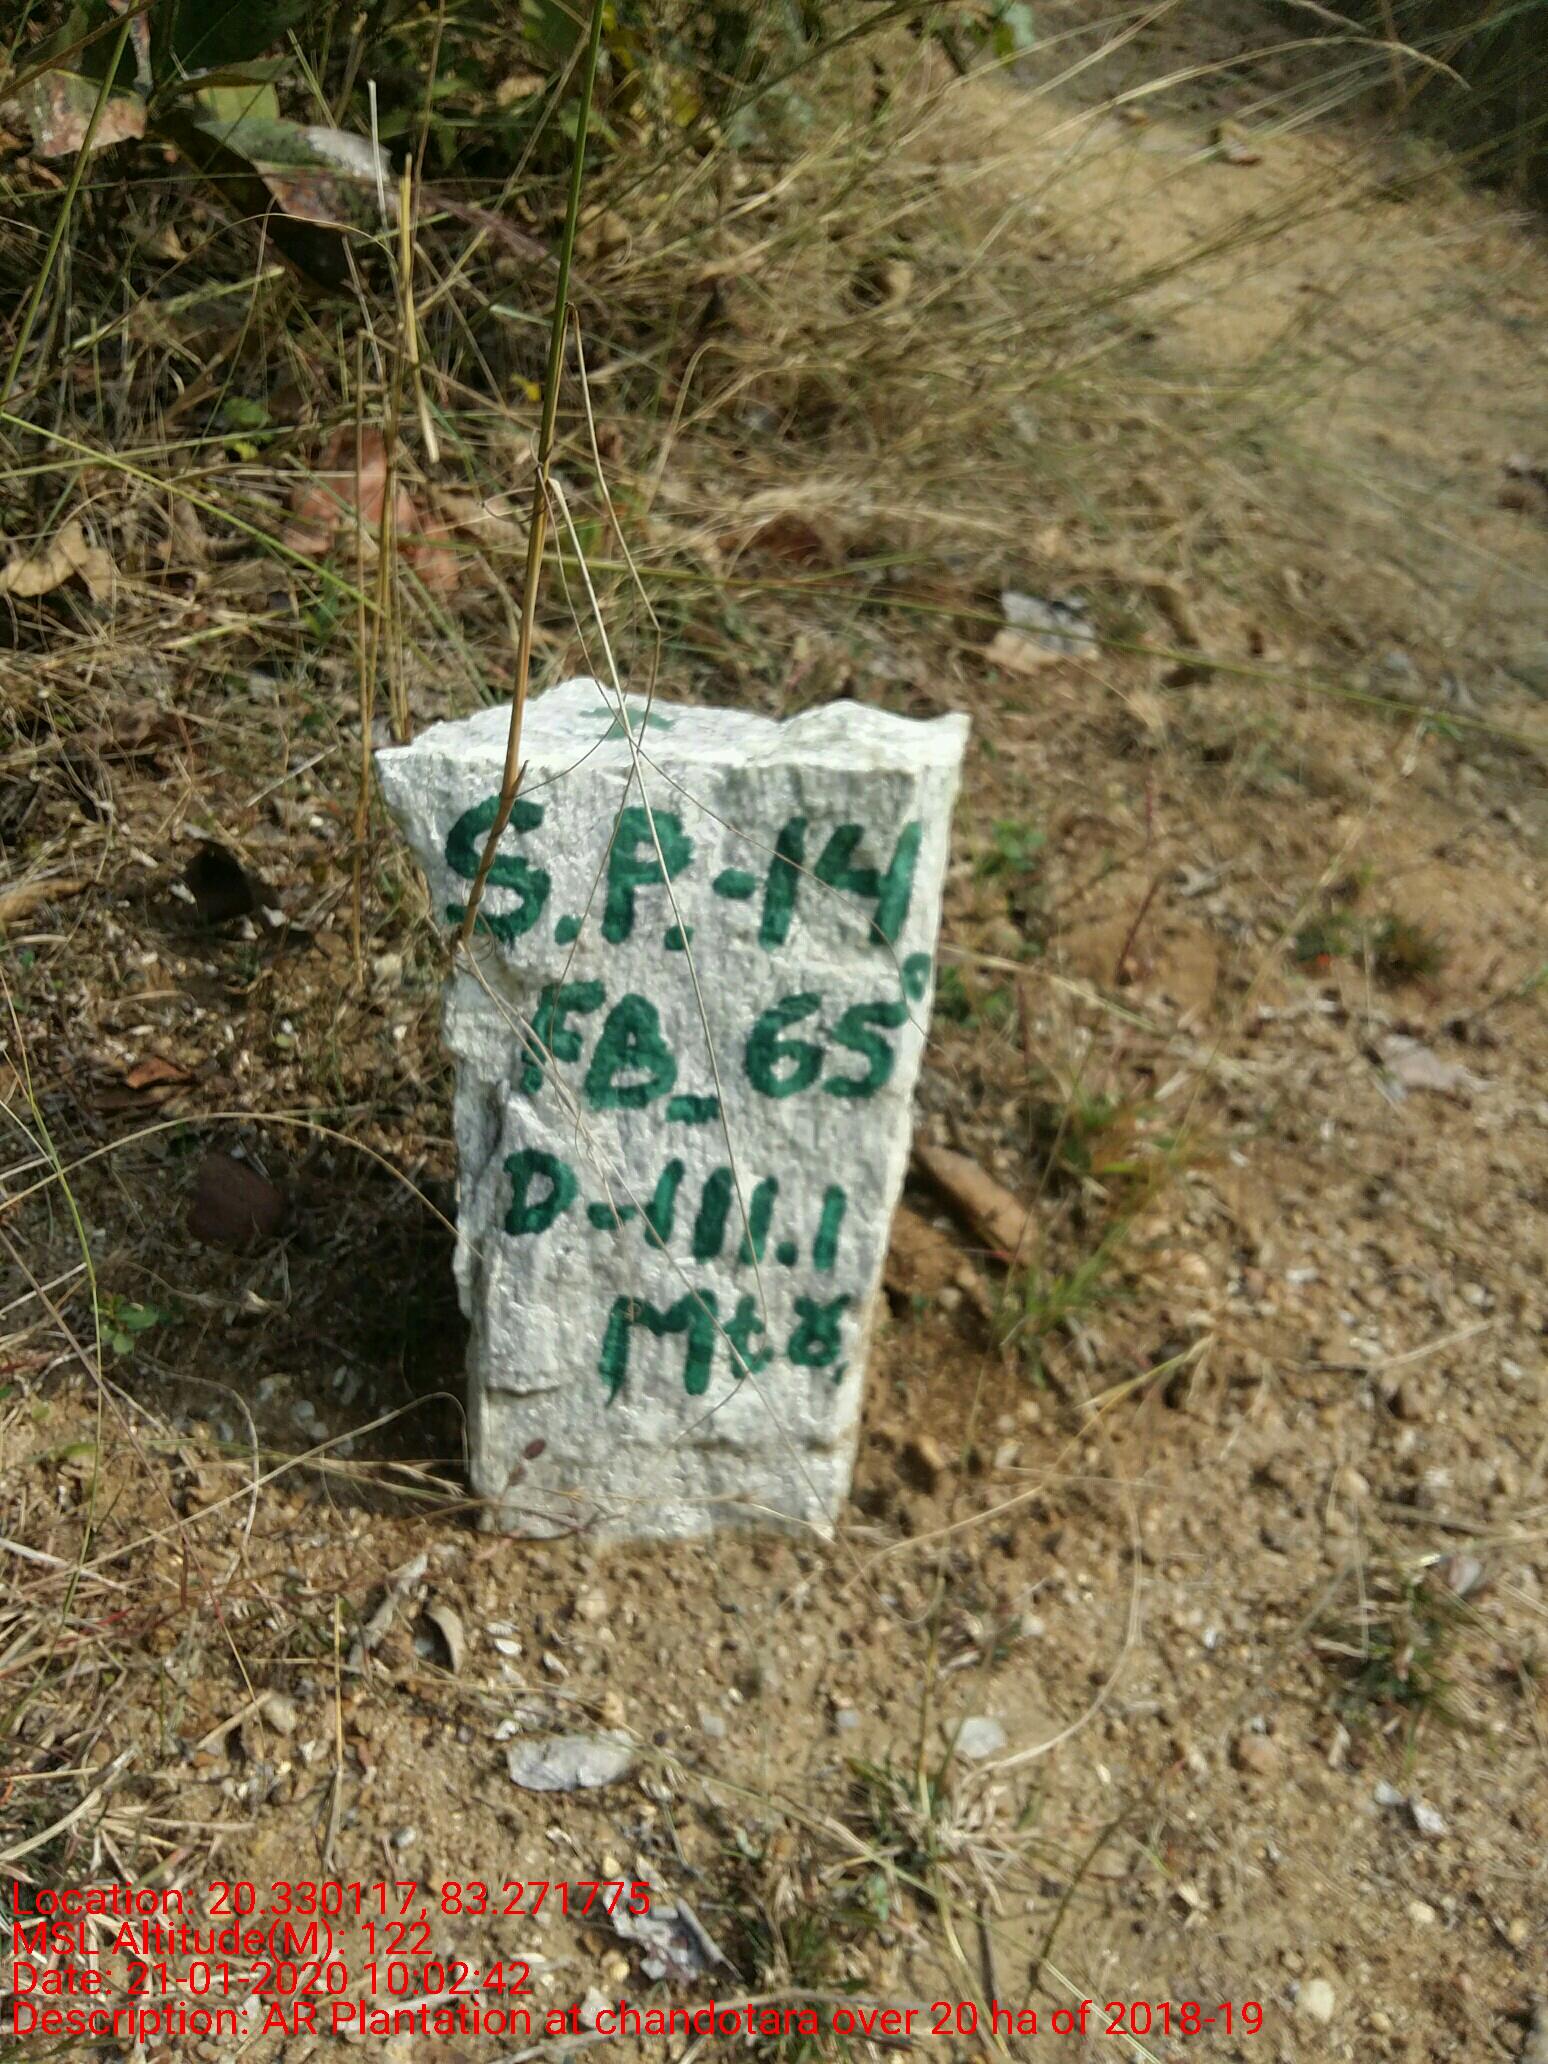 S.P.-14
FB_65°
D-111.1
Mtr,
Location: 20.330117, 83.271775
MSL Altitude(M): 122
Date: 21-01-2020 10:02:42
Description: AR Plantation at chandotara over 20 ha of 2018-19